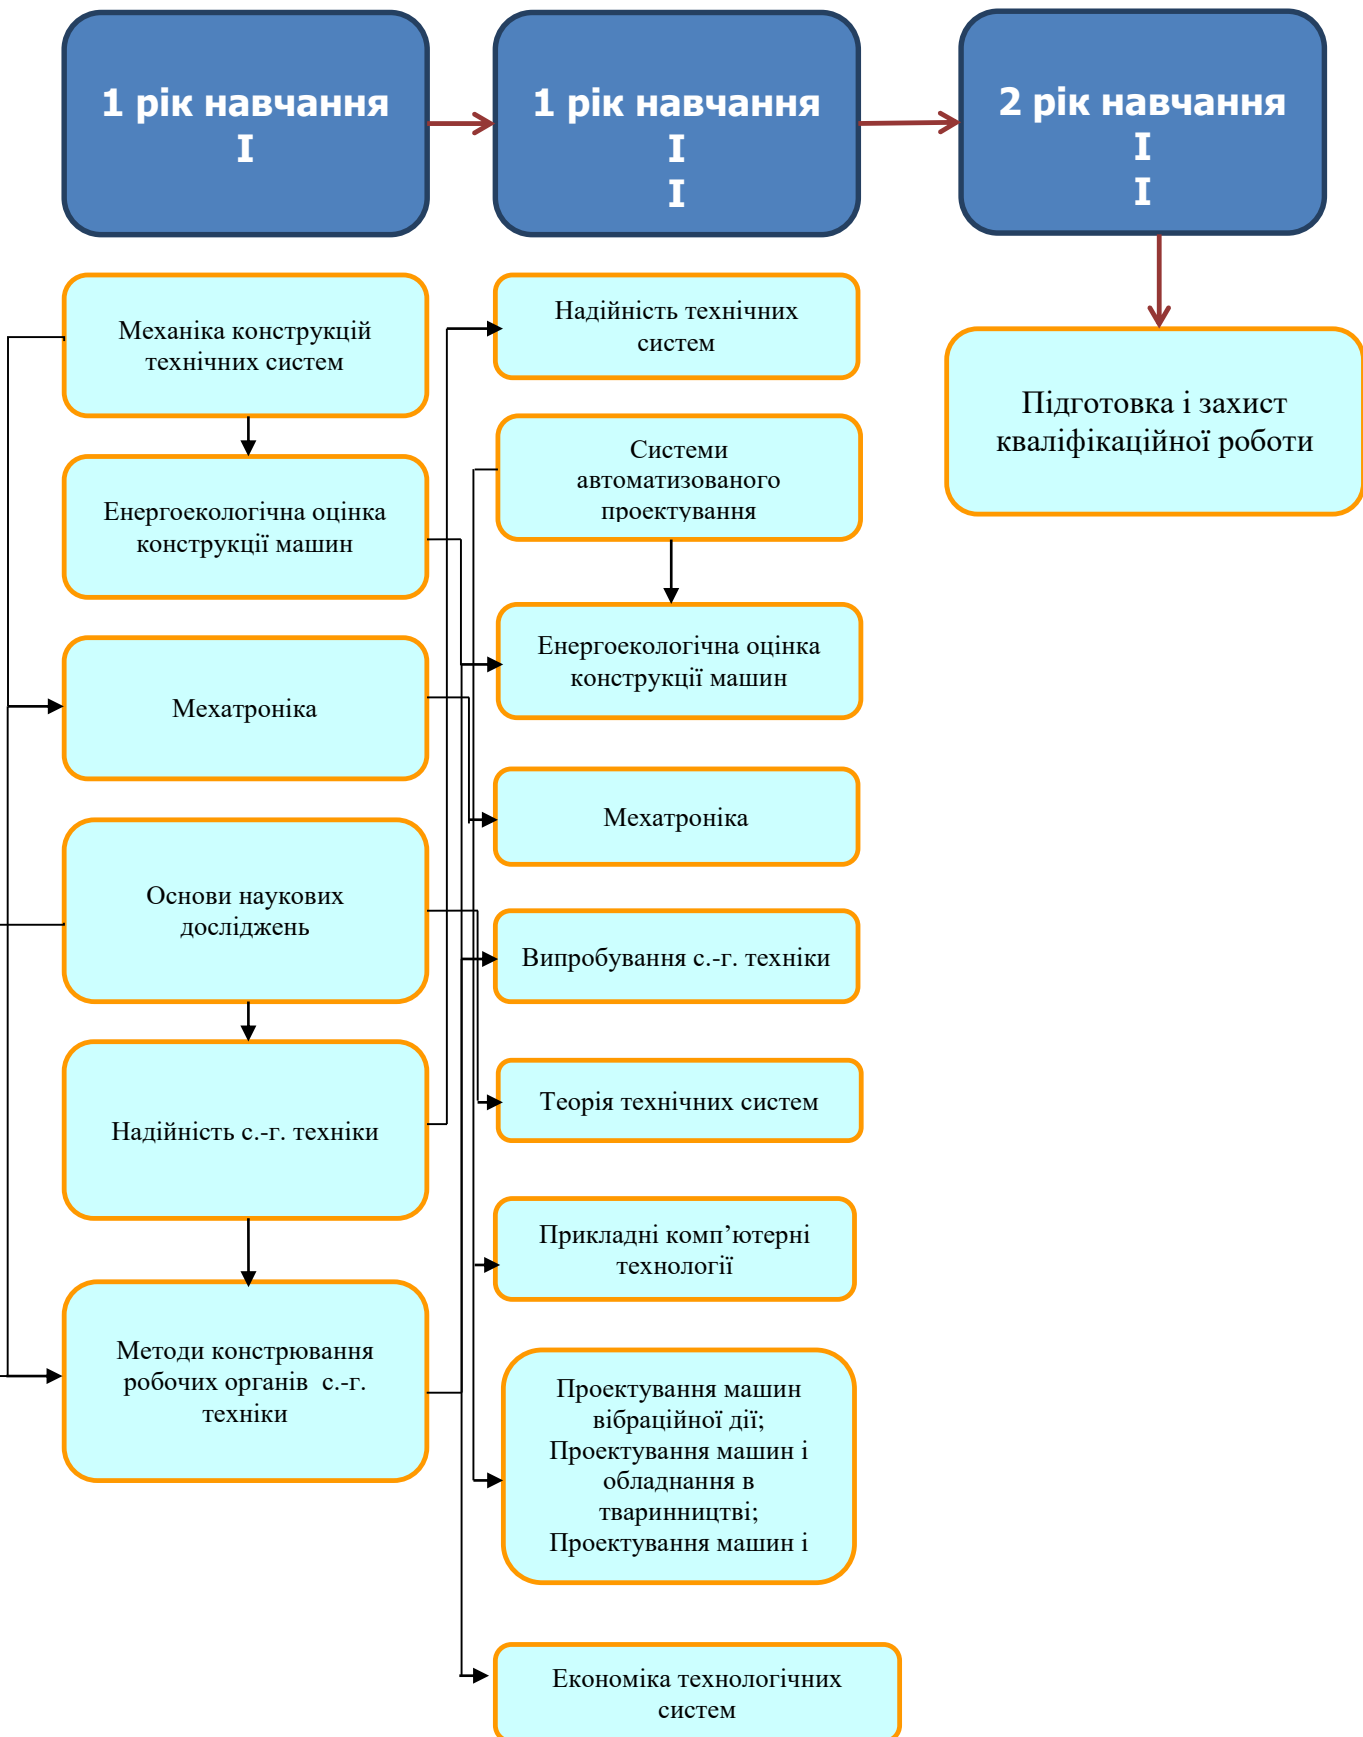 1 рік навчання
I
1 рік навчання
I
I
2 рік навчання
I
I
Механіка конструкцій
технічних систем
Енергоекологічна оцінка
конструкції машин
Мехатроніка
Основи наукових
досліджень
Надійність с.-г. техніки
Методи констрювання
робочих органів с.-г.
техніки
Надійність технічних
систем
Системи
автоматизованого
проектування
Енергоекологічна оцінка
конструкції машин
Мехатроніка
Випробування с.-г. техніки
Теорія технічних систем
Прикладні комп’ютерні
технології
Проектування машин
вібраційної дії;
Проектування машин і
обладнання в
тваринництві;
Проектування машин і
Економіка технологічних
систем
Підготовка і захист
кваліфікаційної роботи